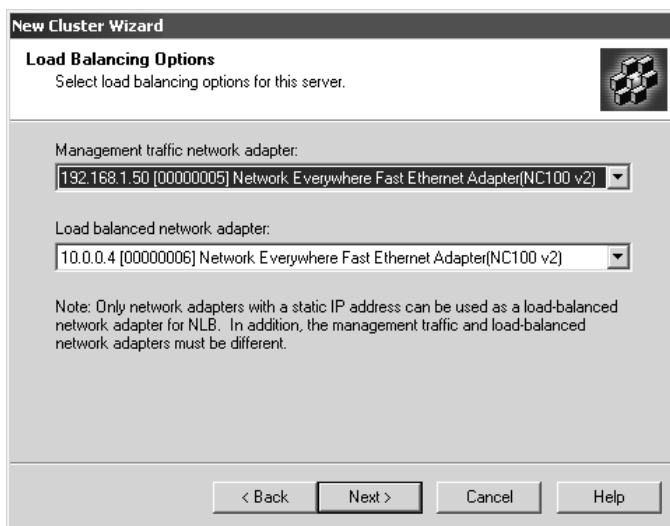 New Cluster Wizard
Load Balancing Options
Select load balancing options for this server.
Management traffic network adapter:
192.168.1.50 [00000005] Network Everywhere Fast Ethernet Adapter(NC100 v2)
Load balanced network adapter:
10.0.0.4 [00000006] Network Everywhere Fast Ethernet Adapter(NC100 v2)
Note: Only network adapters with a static IP address can be used as a load-balanced
network adapter for NLB. In addition, the management traffic and load-balanced
network adapters must be different.
< Back Next > Cancel Help